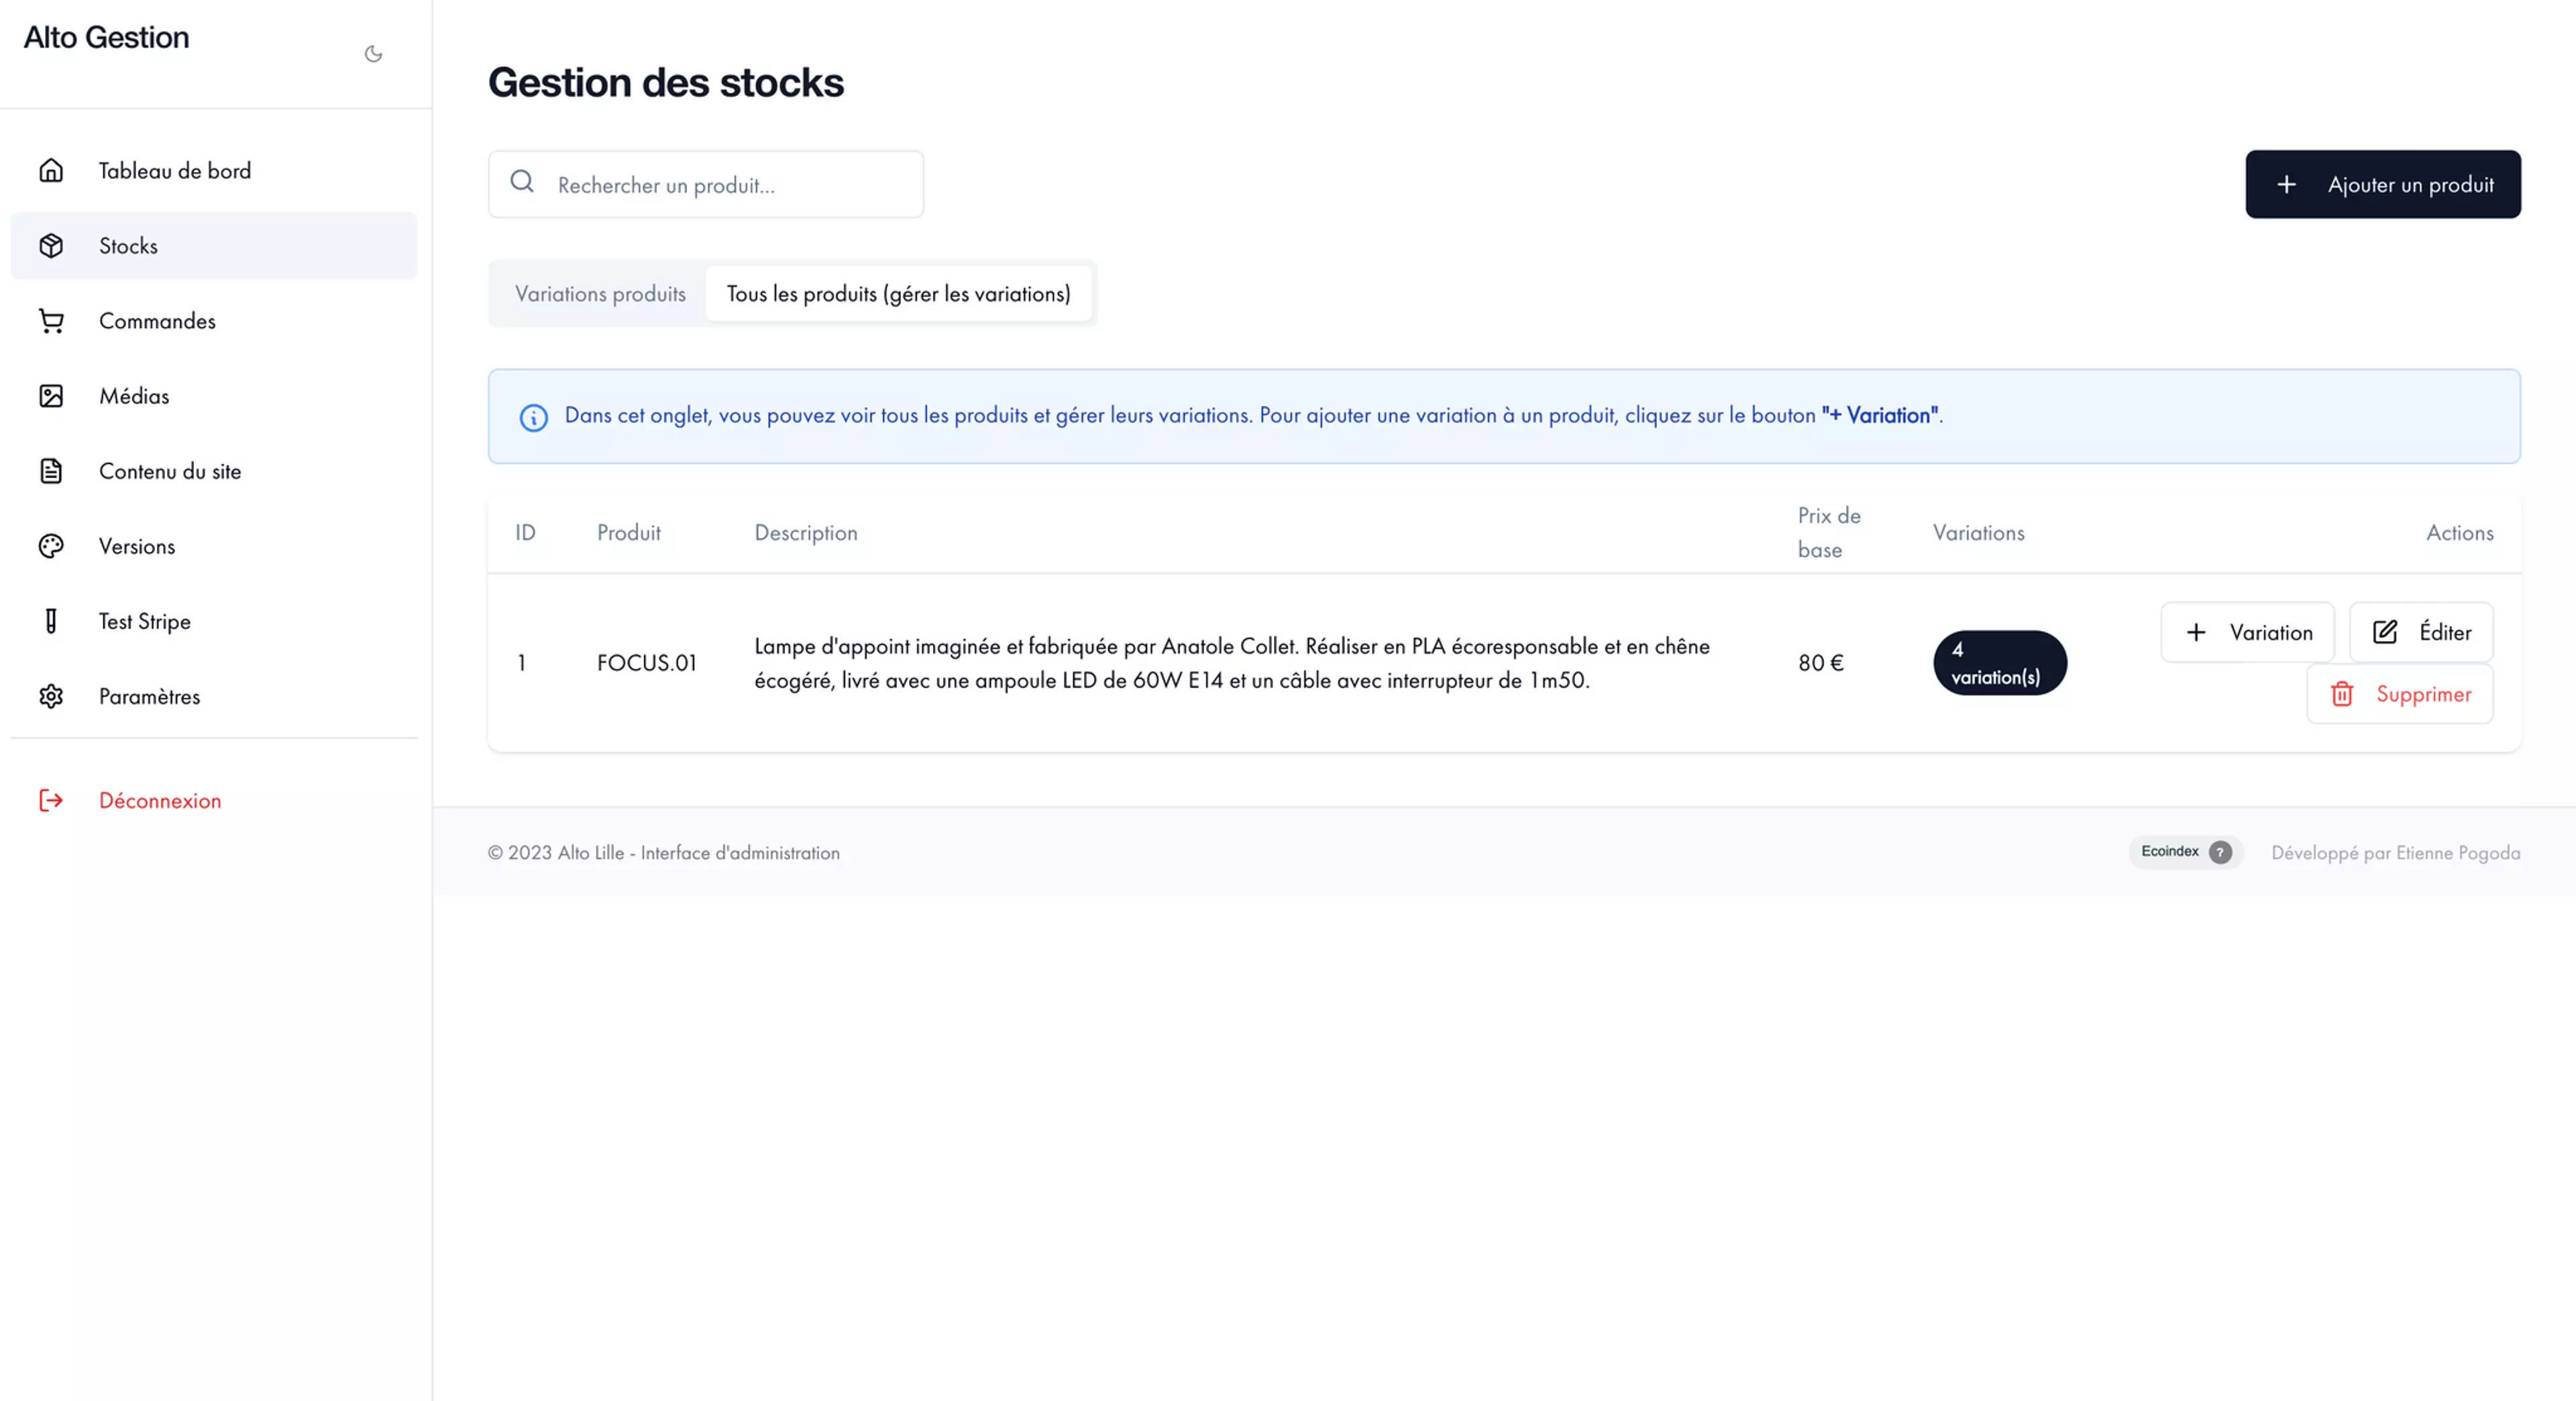 Alto Gestion
Tableau de bord
Stocks
Commandes
Médias
Contenu du site
Versions
Test Stripe
Paramètres
Déconnexion
Gestion des stocks
Rechercher un produit...
Ajouter un produit
Variations produits
Tous les produits (gérer les variations)
Dans cet onglet, vous pouvez voir tous les produits et gérer leurs variations. Pour ajouter une variation à un produit, cliquez sur le bouton "+ Variation".
ID
Produit
Description
Prix de
base
Variations
Actions
1
FOCUS.01
Lampe d'appoint imaginée et fabriquée par Anatole Collet. Réaliser en PLA écoresponsable et en chêne
écogéré, livré avec une ampoule LED de 60W E14 et un câble avec interrupteur de 1m50.
80 €
4
variation(s)
Variation
Éditer
Supprimer
© 2023 Alto Lille - Interface d'administration
Ecoindex ?
Développé par Etienne Pogoda